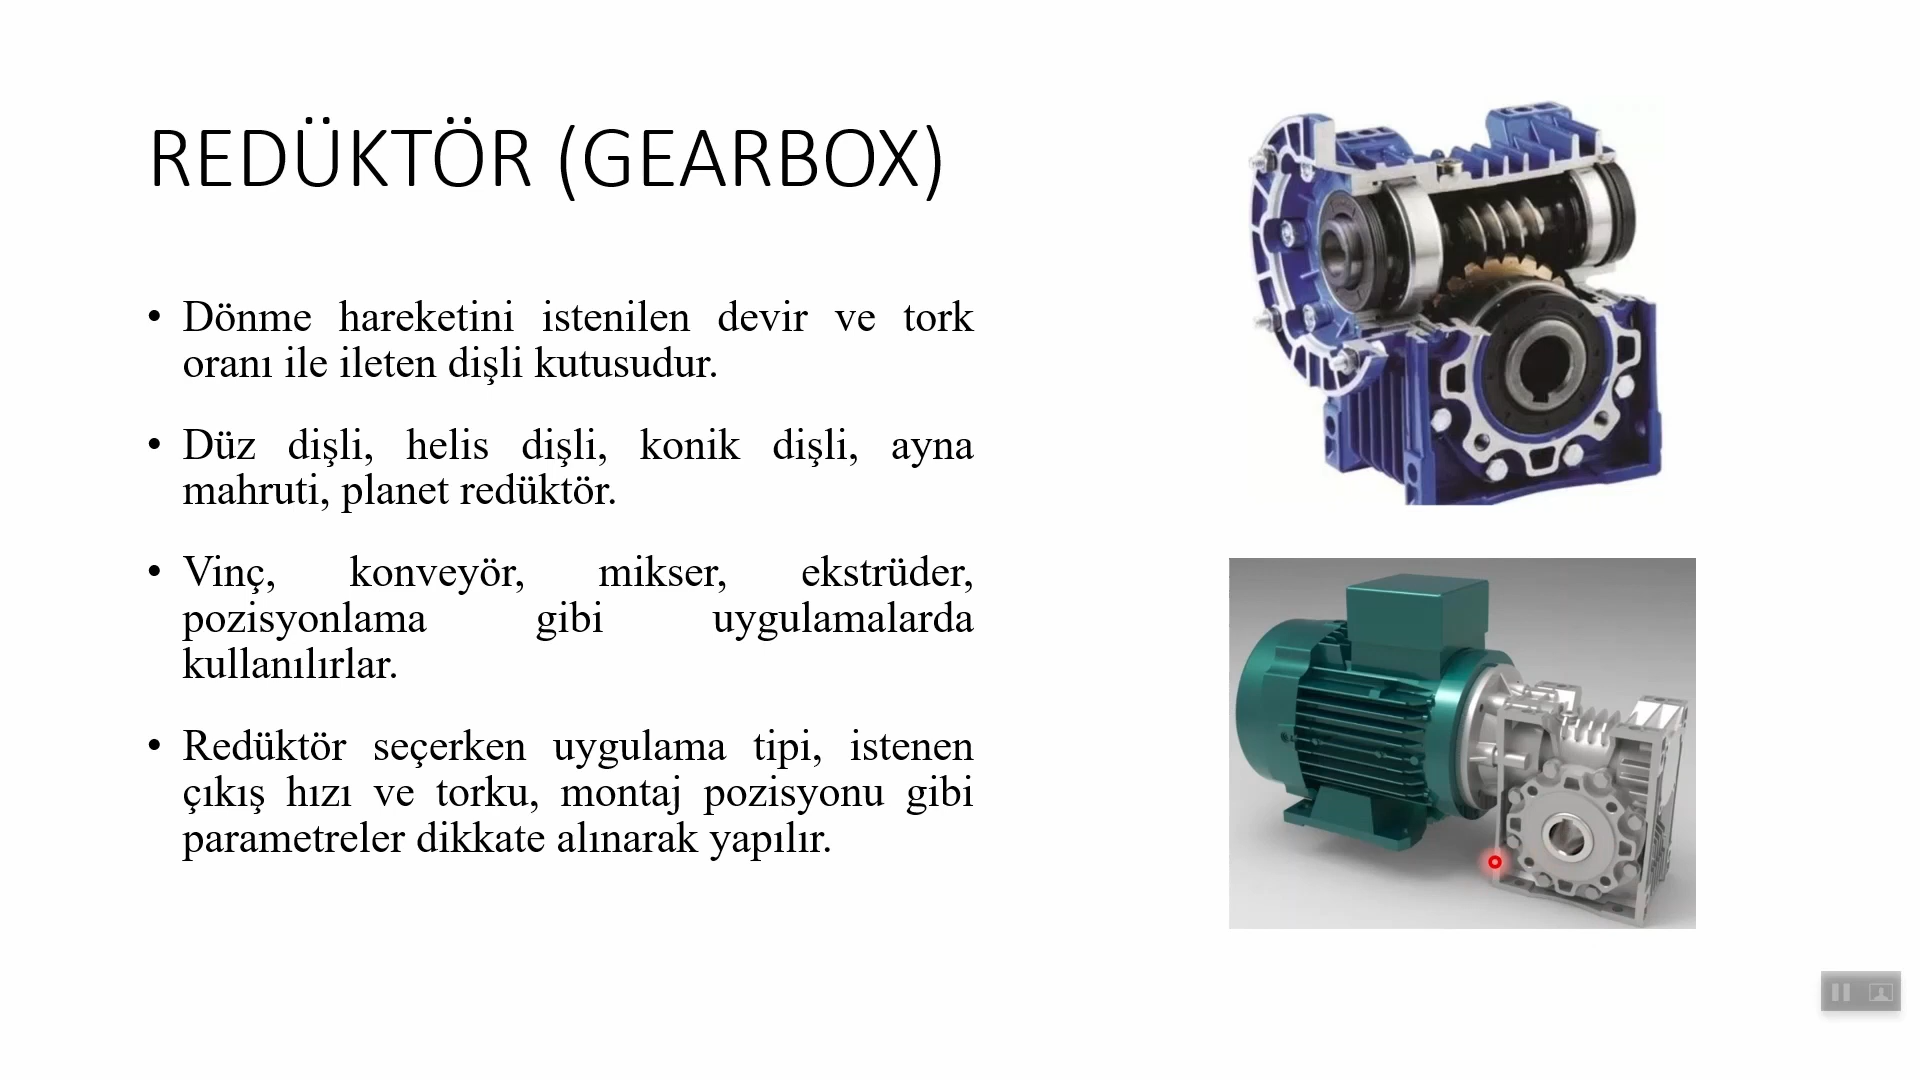 REDÜKTÖR (GEARBOX)
• Dönme hareketini istenilen devir ve tork
oranı ile ileten dişli kutusudur.
• Düz dişli, helis dişli, konik dişli, ayna
mahruti, planet redüktör.
• Vinç, konveyör, mikser, ekstrüder,
pozisyonlama gibi uygulamalarda
kullanılırlar.
• Redüktör seçerken uygulama tipi, istenen
çıkış hızı ve torku, montaj pozisyonu gibi
parametreler dikkate alınarak yapılır.